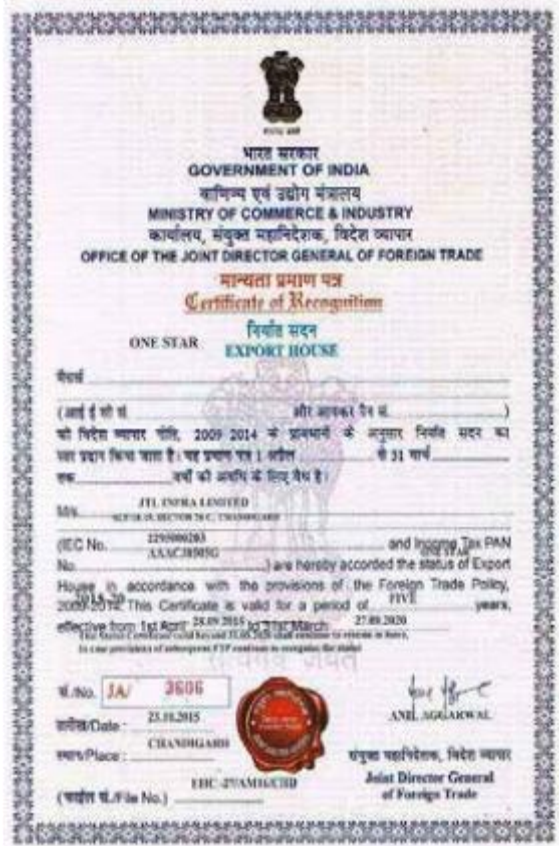 भारत सरकार
GOVERNMENT OF INDIA
वाणिज्य एवं उद्योग मंत्रालय
MINISTRY OF COMMERCE & INDUSTRY
कार्यालय, संयुक्त महानिदेशक, विदेश व्यापार
OFFICE OF THE JOINT DIRECTOR GENERAL OF FOREIGN TRADE
मान्यता प्रमाण पत्र
Certificate of Recognition
निर्यात सदन
ONE STAR EXPORT HOUSE
मैसर्स
(आई ई सी सं. और आयकर पैन सं. )
को विदेश व्यापार नीति, 2009 2014 के प्रावधानों के अनुसार निर्यात सदन का
दर्जा प्रदान किया जाता है। यह प्रमाण पत्र 1 अप्रैल से 31 मार्च
तक वर्षों की अवधि के लिए वैध है।
M/s. JTL INFRA LIMITED
CHANDIGARH
(IEC No. 2295000203 and Income Tax PAN
No. ) are hereby accorded the status of Export ONE STAR
House in accordance with the provisions of the Foreign Trade Policy,
2009-2014. This Certificate is valid for a period of FIVE years,
effective from 1st April 28.09.2015 to 31st March 27.09.2020
सं./No. JA/ 3606
तारीख/Date : 23.10.2015
स्थान/Place : CHANDIGARH
(फाईल सं./File No.)
ANIL AGGARWAL
संयुक्त महानिदेशक, विदेश व्यापार
Joint Director General
of Foreign Trade